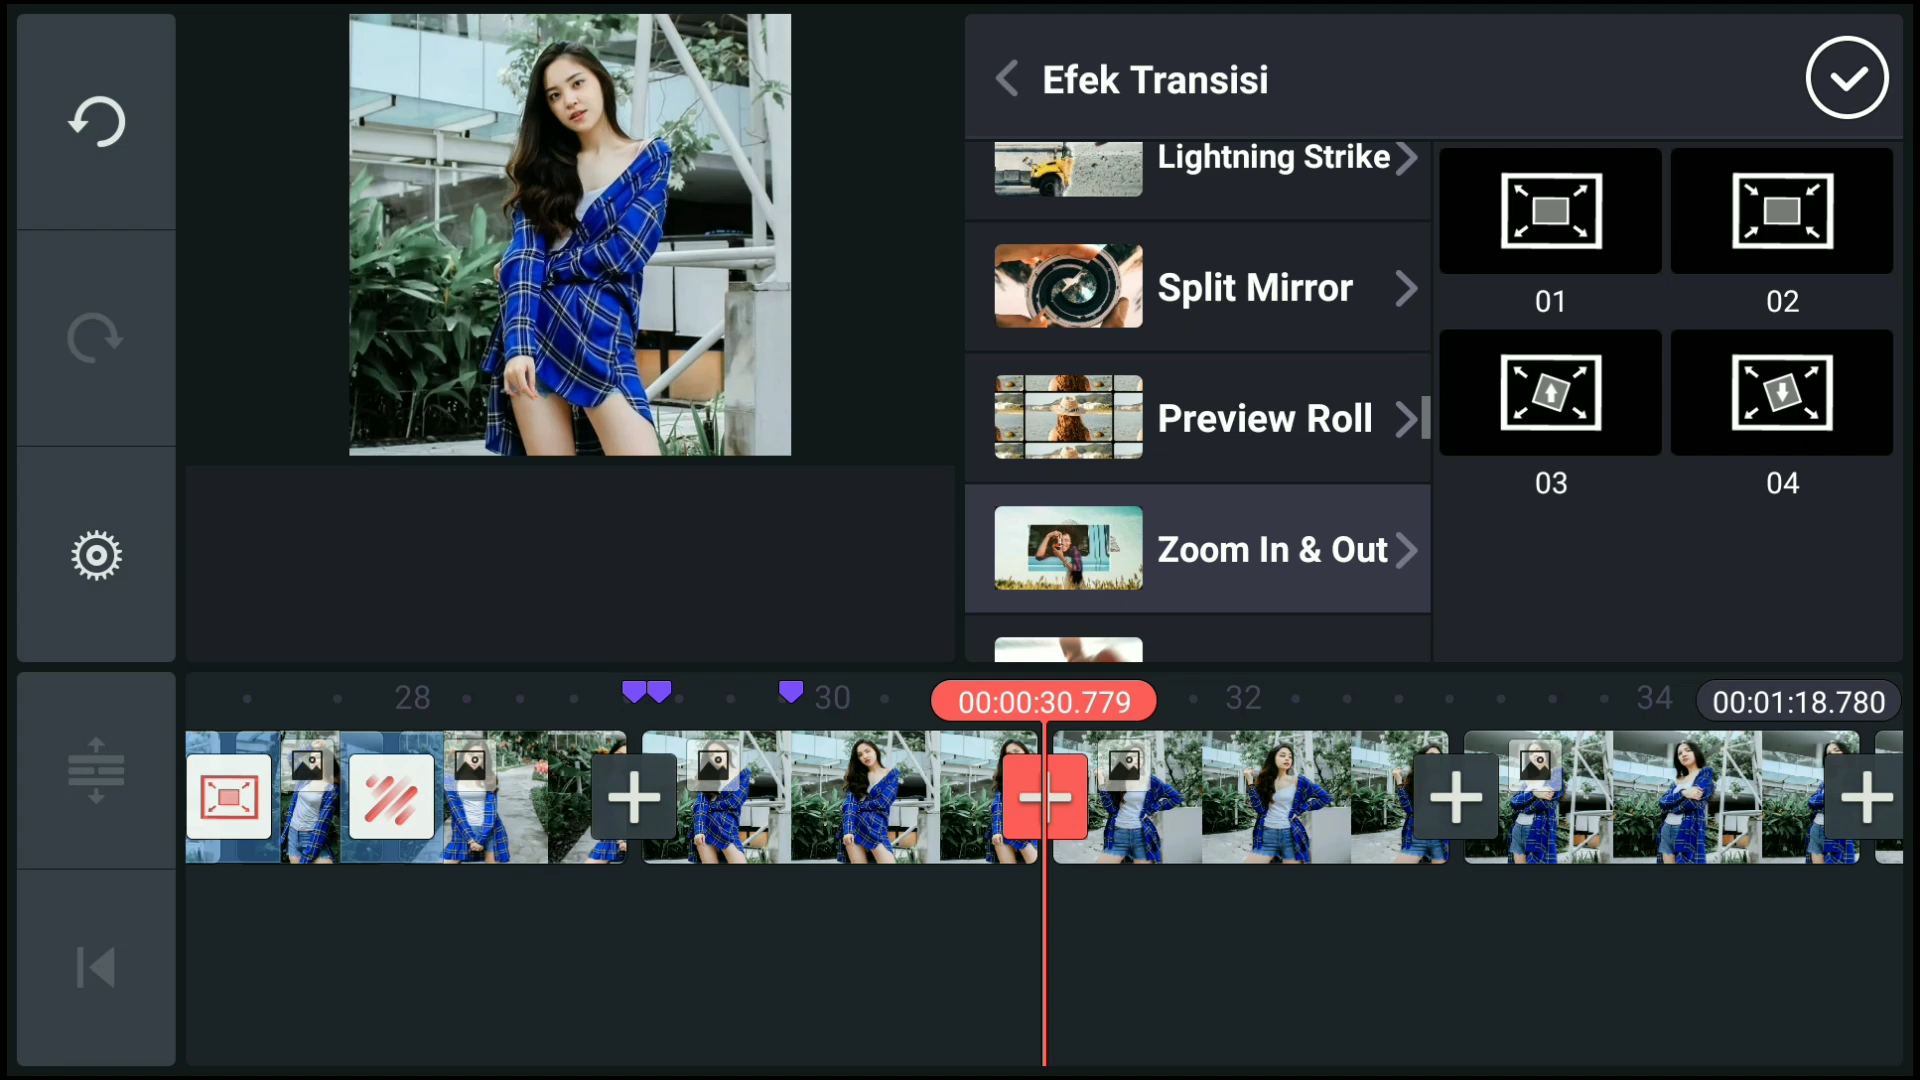 Efek Transisi
Lightning Strike
Split Mirror
Preview Roll
Zoom In & Out
01
02
03
04
28
30
00:00:30.779
32
34
00:01:18.780